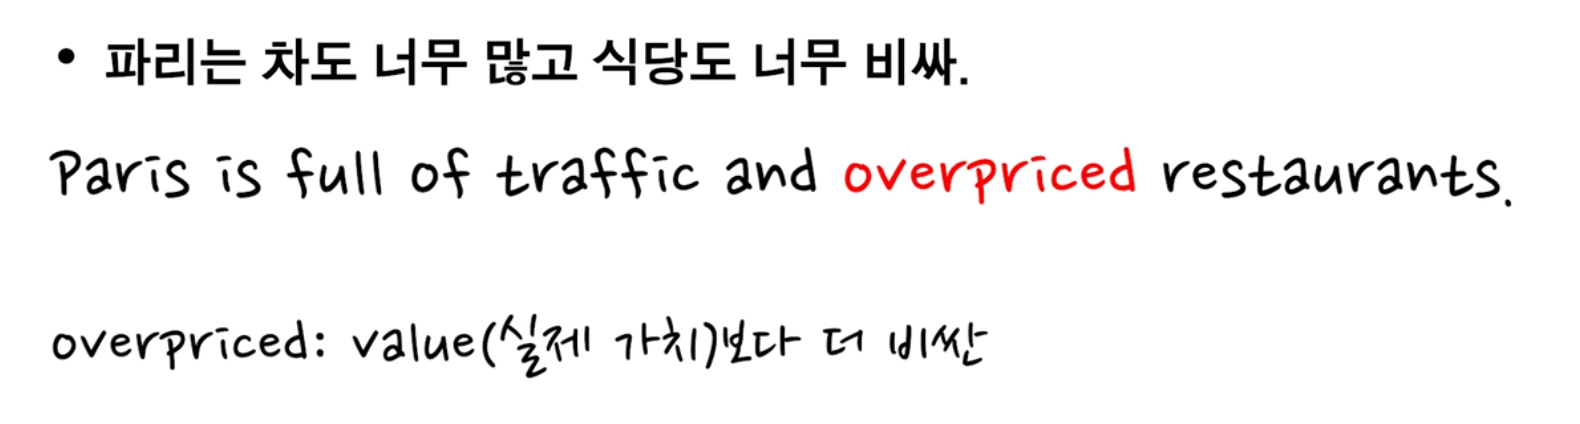 • 파리는 차도 너무 많고 식당도 너무 비싸.
Paris is full of traffic and overpriced restaurants.
overpriced: value(실제 가치)보다 더 비싼